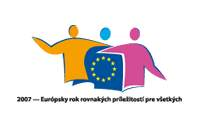 2007 — Európsky rok rovnakých príležitostí pre všetkých